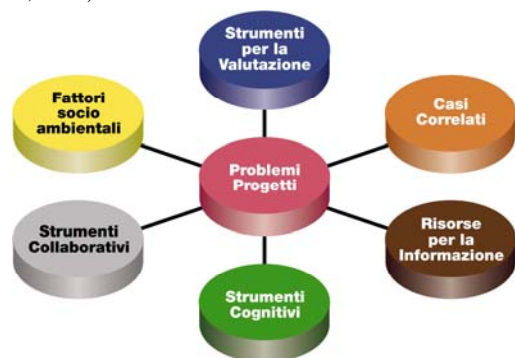 Strumenti
per la
Valutazione
Fattori
socio
ambientali
Casi
Correlati
Problemi
Progetti
Strumenti
Collaborativi
Risorse
per la
Informazione
Strumenti
Cognitivi